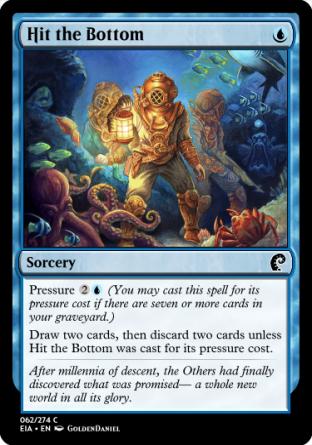 Hit the Bottom
Sorcery
Pressure 2 (You may cast this spell for its
pressure cost if there are seven or more cards in
your graveyard.)
Draw two cards, then discard two cards unless
Hit the Bottom was cast for its pressure cost.
After millennia of descent, the Others had finally
discovered what was promised— a whole new
world in all its glory.
062/274 C
EIA • EN GOLDENDANIEL